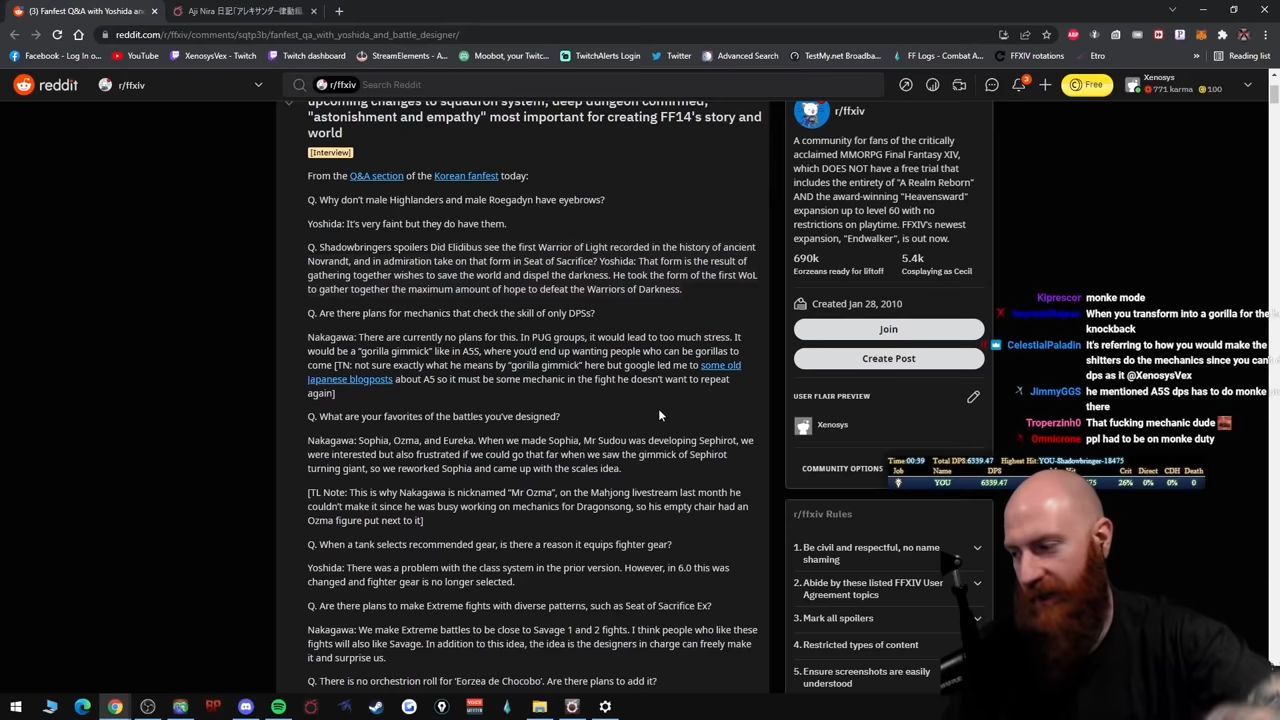 (3) Fanfest Q&A with Yoshida and
Aji Nira 日記「アレキサンダー律動編
reddit.com/r/ffxiv/comments/sqtp3b/fanfest_qa_with_yoshida_and_battle_designer/
Facebook - Log In o...
YouTube
XenosysVex - Twitch
Twitch dashboard
StreamElements - D...
Moobot, your Twitch...
TwitchAlerts Login
Twitter
Advanced Search -...
TestMy.net Broadba...
FF Logs - Combat A...
FFXIV rotations
Etro
»
Reading list
reddit
r/ffxiv
r/ffxiv
Search Reddit
3
Free
Xenosys
771 karma
100
upcoming changes to squadron system, deep dungeon confirmed,
"astonishment and empathy" most important for creating FF14's story and
world
[Interview]
From the Q&A section of the Korean fanfest today:
Q. Why don't male Highlanders and male Roegadyn have eyebrows?
Yoshida: It's very faint but they do have them.
Q. Shadowbringers spoilers Did Elidibus see the first Warrior of Light recorded in the history of ancient
Novrandt, and in admiration take on that form in Seat of Sacrifice? Yoshida: That form is the result of
gathering together wishes to save the world and dispel the darkness. He took the form of the first WoL
to gather together the maximum amount of hope to defeat the Warriors of Darkness.
Q. Are there plans for mechanics that check the skill of only DPSs?
Nakagawa: There are currently no plans for this. In PUG groups, it would lead to too much stress. It
would be a "gorilla gimmick" like in A5S, where you'd end up wanting people who can be gorillas to
come [TN: not sure exactly what he means by "gorilla gimmick" here but google led me to some old
Japanese blogposts about A5 so it must be some mechanic in the fight he doesn't want to repeat
again]
Q. What are your favorites of the battles you've designed?
Nakagawa: Sophia, Ozma, and Eureka. When we made Sophia, Mr Sudou was developing Sephirot, we
were interested but also frustrated if we could go that far when we saw the gimmick of Sephirot
turning giant, so we reworked Sophia and came up with the scales idea.
[TL Note: This is why Nakagawa is nicknamed "Mr Ozma", on the Mahjong livestream last month he
couldn't make it since he was busy working on mechanics for Dragonsong, so his empty chair had an
Ozma figure put next to it]
Q. When a tank selects recommended gear, is there a reason it equips fighter gear?
Yoshida: There was a problem with the class system in the prior version. However, in 6.0 this was
changed and fighter gear is no longer selected.
Q. Are there plans to make Extreme fights with diverse patterns, such as Seat of Sacrifice Ex?
Nakagawa: We make Extreme battles to be close to Savage 1 and 2 fights. I think people who like these
fights will also like Savage. In addition to this idea, the idea is the designers in charge can freely make
it and surprise us.
Q. There is no orchestrion roll for 'Eorzea de Chocobo'. Are there plans to add it?
r/ffxiv
A community for fans of the critically
acclaimed MMORPG Final Fantasy XIV,
which DOES NOT have a free trial that
includes the entirety of "A Realm Reborn"
AND the award-winning "Heavensward"
expansion up to level 60 with no
restrictions on playtime. FFXIV's newest
expansion, "Endwalker", is out now.
690k
5.4k
Eorzeans ready for liftoff
Cosplaying as Cecil
Created Jan 28, 2010
Join
Create Post
USER FLAIR PREVIEW
Xenosys
COMMUNITY OPTIONS
r/ffxiv Rules
1. Be civil and respectful, no name
shaming
2. Abide by these listed FFXIV User
Agreement topics
3. Mark all spoilers
4. Restricted types of content
5. Ensure screenshots are easily
understood
Kiprescor monke mode
When you transform into a gorilla for the
knockback
CelestialPaladin It's referring to how you would make the
shitters do the mechanics since you can't
dps as it @XenosysVex
JImmyGGS he mentioned A5S dps has to do monke
there
Troperzinh0 That fucking mechanic dude
Omnicrone ppl had to be on monke duty
Time:00:39 Total DPS:6339.47 Highest Hit:YOU-Shadowbringer-18475
Job Name DPS Crit Direct CDH Death
YOU 6339.47 26% 0% 0% 0